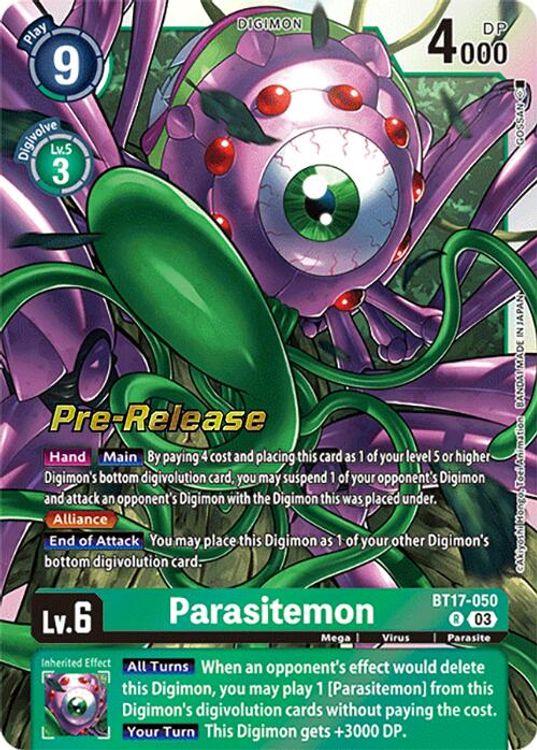 Play
9
DIGIMON
DP
4000
Digivolve
Lv.5
3
GOSSAN
Pre-Release
Hand Main By paying 4 cost and placing this card as 1 of your level 5 or higher
Digimon's bottom digivolution card, you may suspend 1 of your opponent's Digimon
and attack an opponent's Digimon with the Digimon this was placed under.
Alliance
End of Attack You may place this Digimon as 1 of your other Digimon's
bottom digivolution card.
©Akiyoshi Hongo, Toei Animation BANDAI MADE IN JAPAN
Lv.6
Parasitemon
BT17-050
R 03
Mega | Virus | Parasite
Inherited Effect
All Turns When an opponent's effect would delete
this Digimon, you may play 1 [Parasitemon] from this
Digimon's digivolution cards without paying the cost.
Your Turn This Digimon gets +3000 DP.